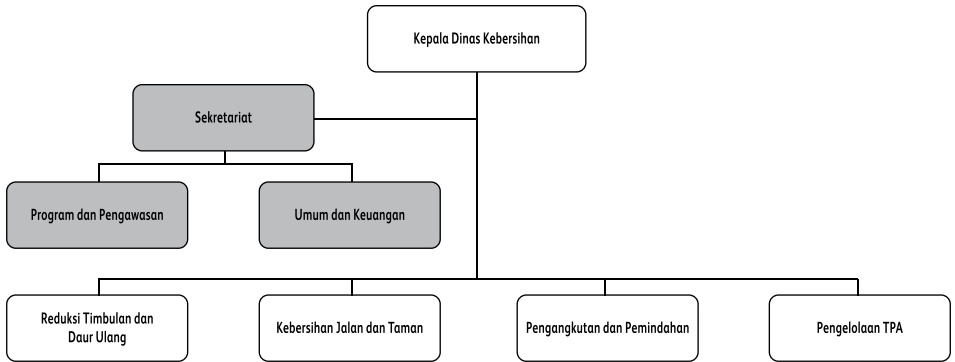 Kepala Dinas Kebersihan
Sekretariat
Program dan Pengawasan
Umum dan Keuangan
Reduksi Timbulan dan
Daur Ulang
Kebersihan Jalan dan Taman
Pengangkutan dan Pemindahan
Pengelolaan TPA